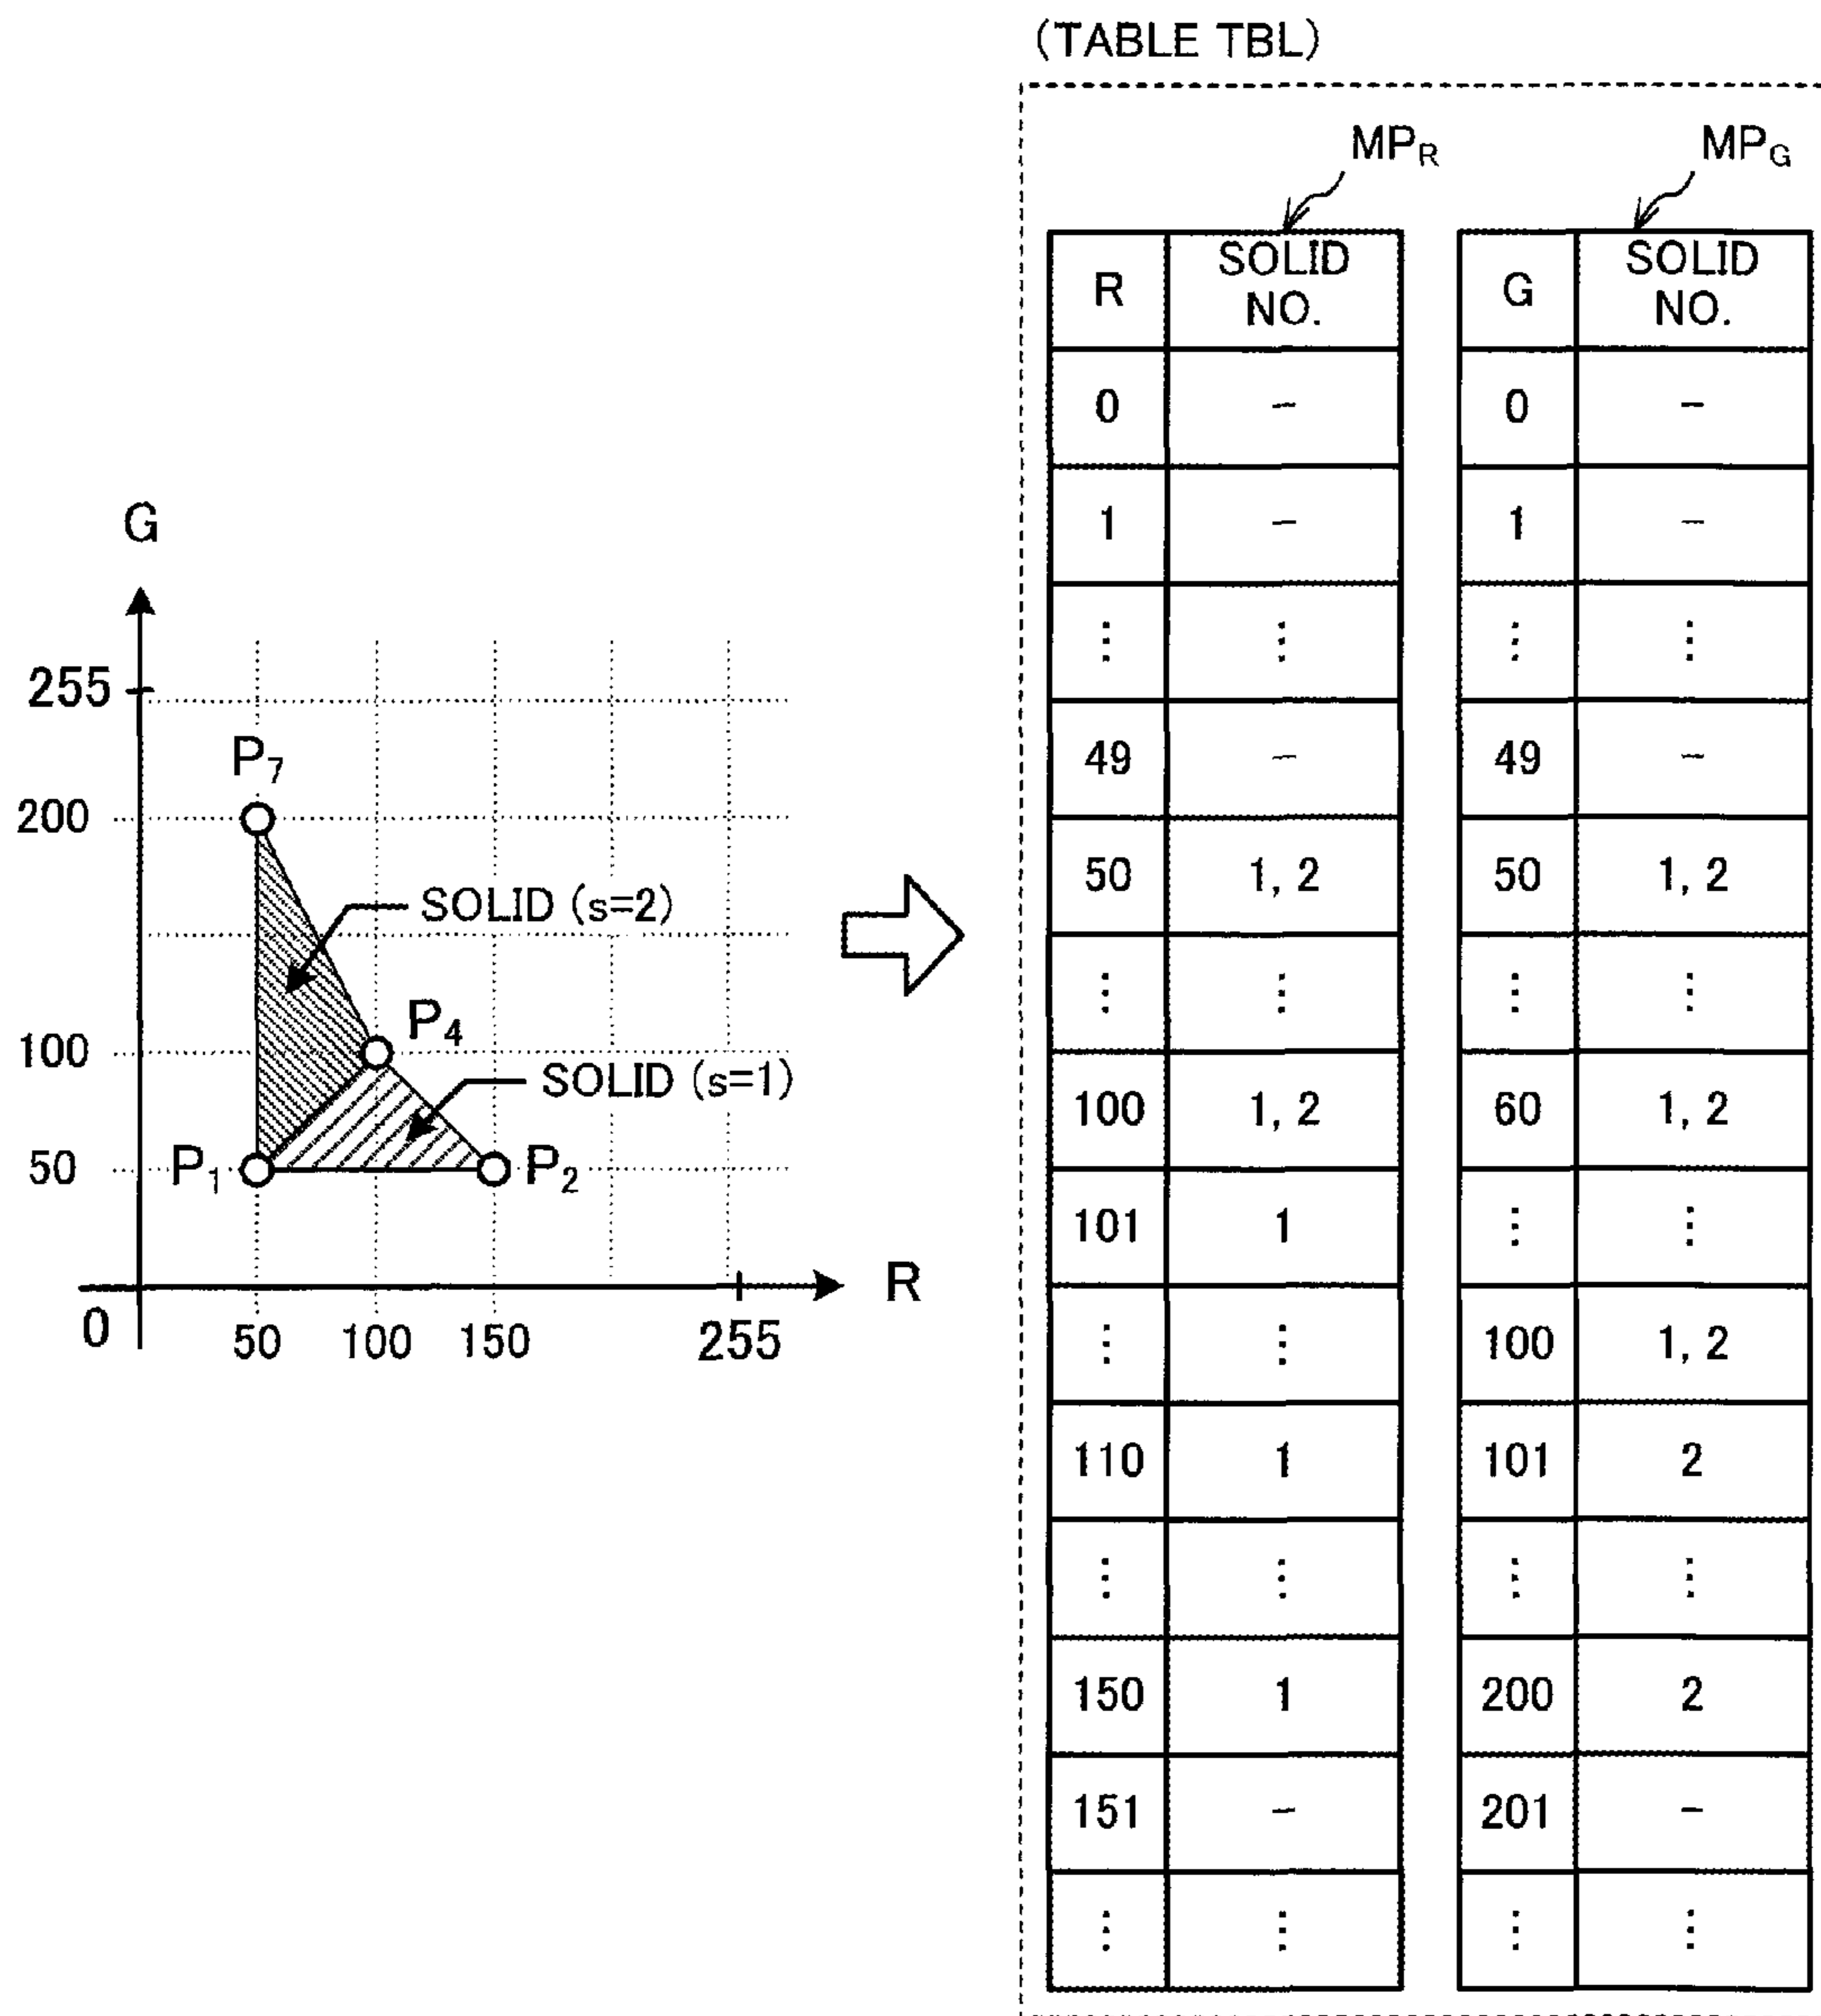 (TABLE TBL)
MP_R
MP_G
R SOLID NO. G SOLID NO.
0 – 0 –
1 – 1 –
⋮ ⋮ ⋮ ⋮
49 – 49 –
50 1, 2 50 1, 2
⋮ ⋮ ⋮ ⋮
100 1, 2 60 1, 2
101 1 ⋮ ⋮
⋮ ⋮ 100 1, 2
110 1 101 2
⋮ ⋮ ⋮ ⋮
150 1 200 2
151 – 201 –
⋮ ⋮ ⋮ ⋮
G
255
P₇
200
SOLID (s=2)
P₄
100
SOLID (s=1)
50
P₁
P₂
R
0
50 100 150 255